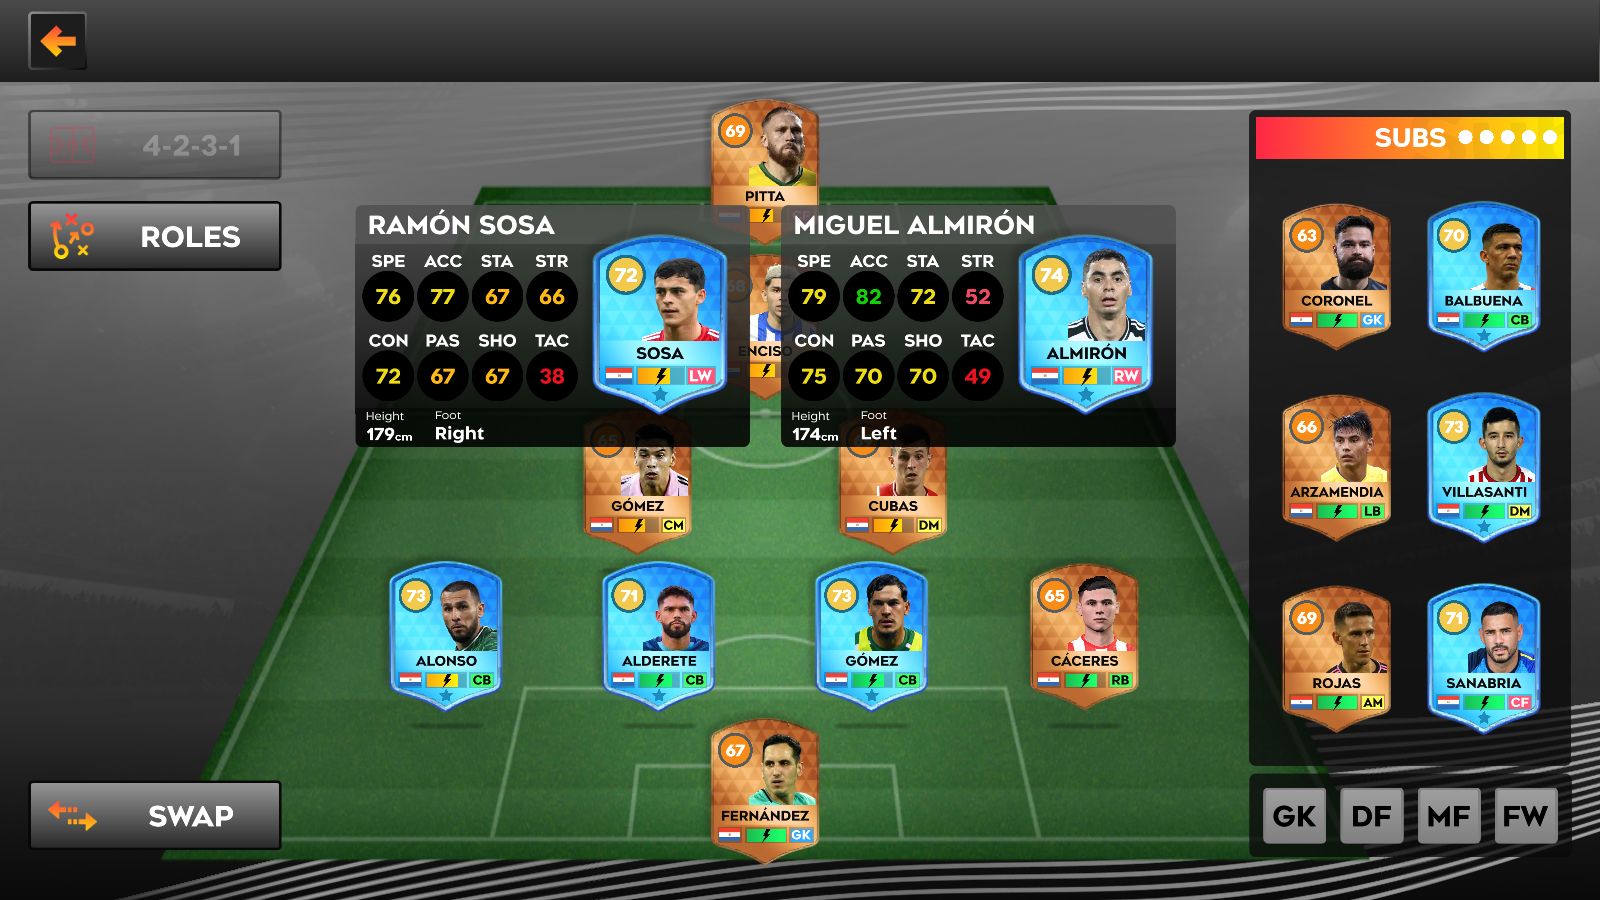 4-2-3-1
ROLES
SWAP
69
PITTA
RAMÓN SOSA
SPE ACC STA STR
76 77 67 66
CON PAS SHO TAC
72 67 67 38
Height Foot
179cm Right
72
SOSA
LW
MIGUEL ALMIRÓN
SPE ACC STA STR
79 82 72 52
CON PAS SHO TAC
75 70 70 49
Height Foot
174cm Left
74
ALMIRÓN
RW
68
ENCISO
65
GÓMEZ
CM
CUBAS
DM
73
ALONSO
CB
71
ALDERETE
CB
73
GÓMEZ
CB
65
CÁCERES
RB
67
FERNÁNDEZ
GK
SUBS
63
CORONEL
GK
70
BALBUENA
CB
66
ARZAMENDIA
LB
73
VILLASANTI
DM
69
ROJAS
AM
71
SANABRIA
CF
GK DF MF FW